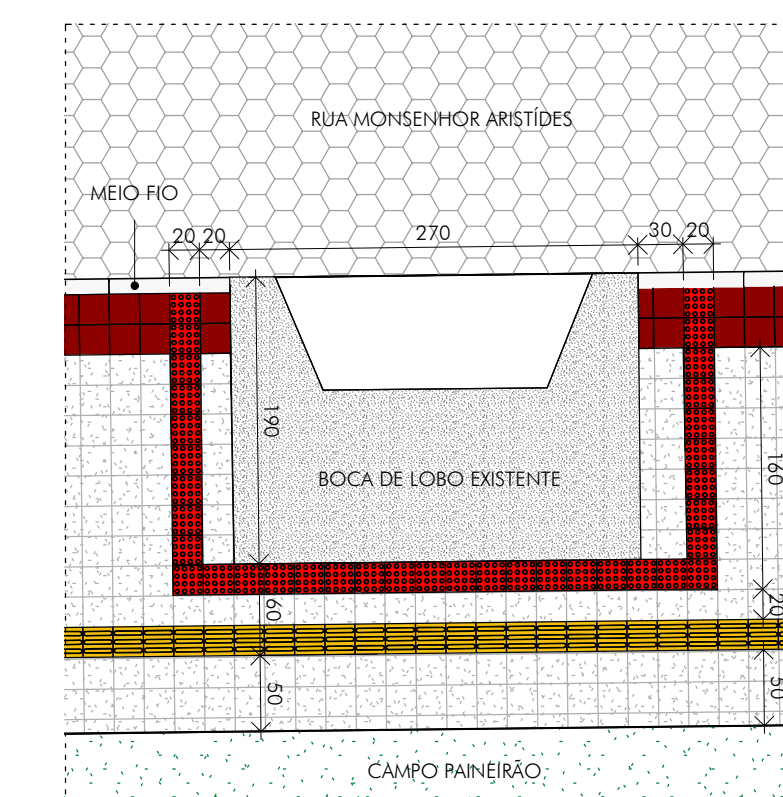 RUA MONSENHOR ARISTÍDES
MEIO FIO
20 20 270 30 20
190
160
BOCA DE LOBO EXISTENTE
60
20
50
50
CAMPO PAINEIRÃO